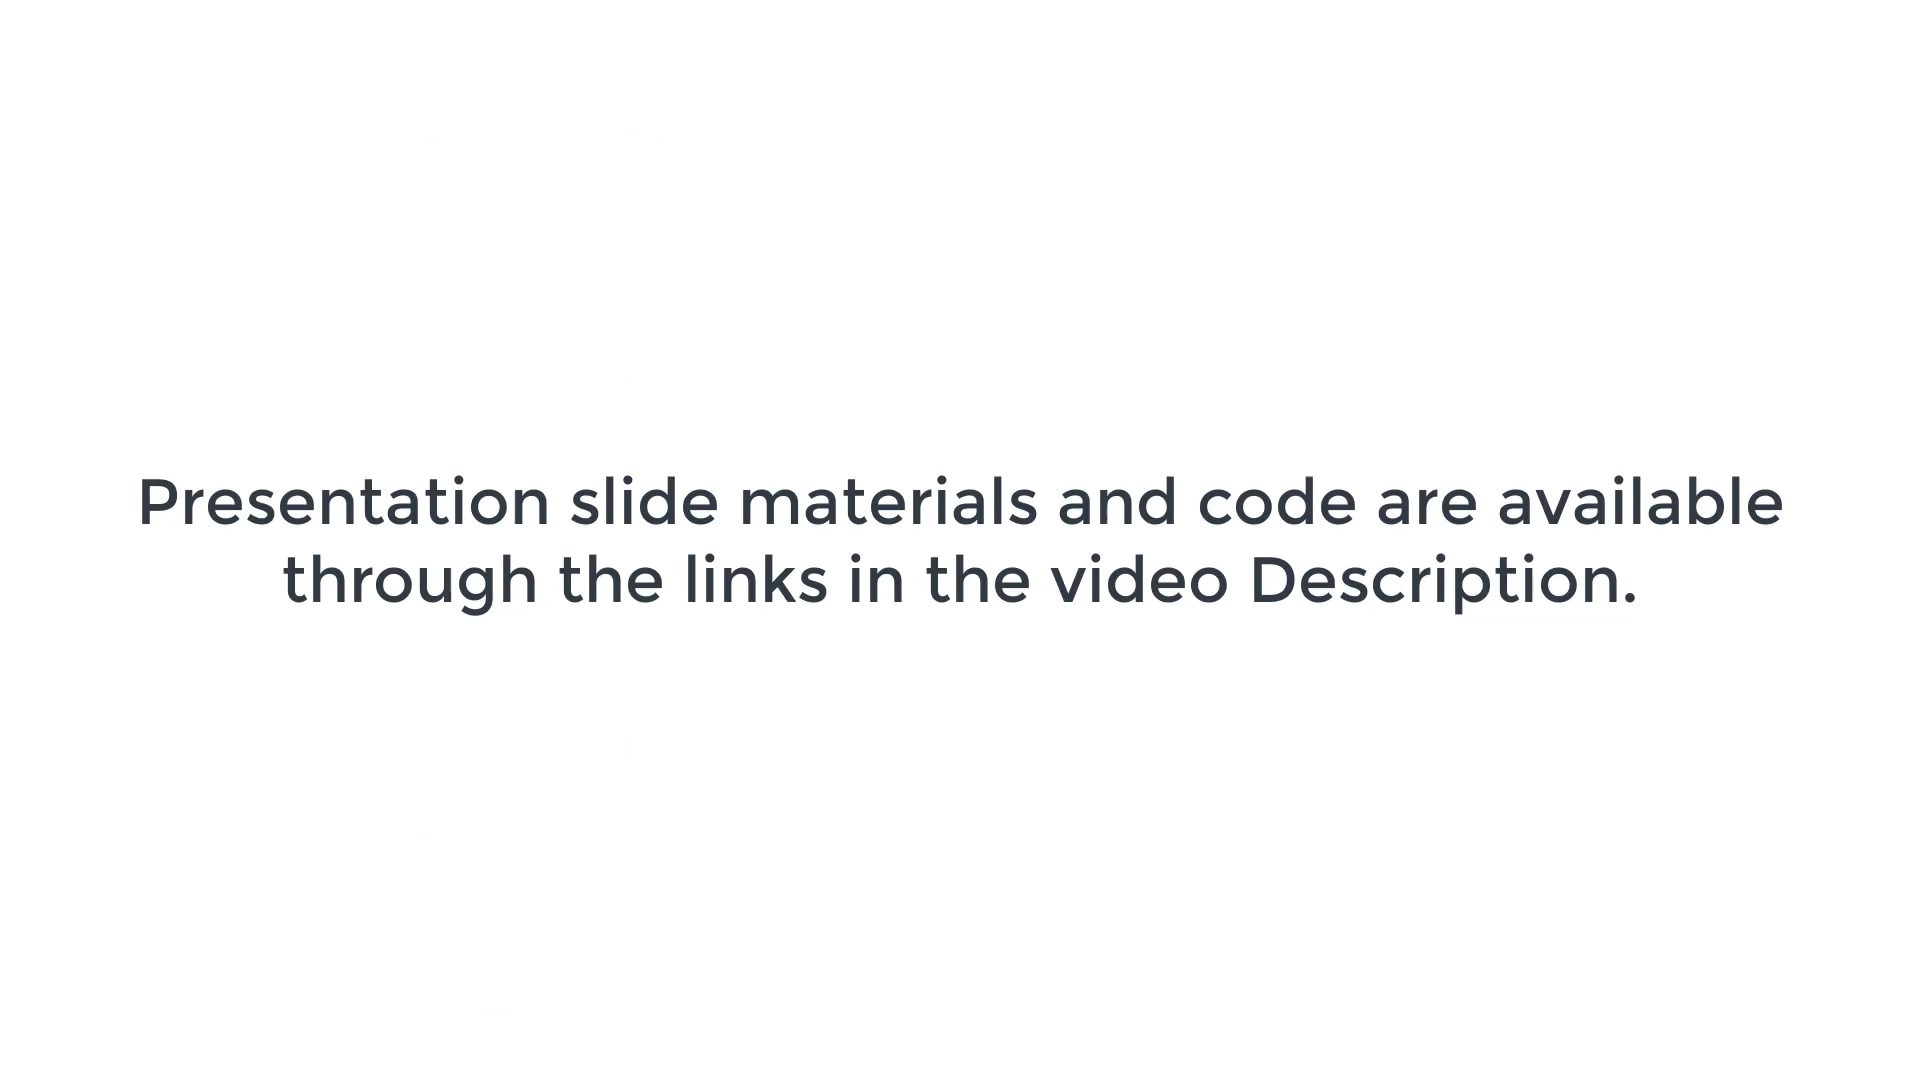 Presentation slide materials and code are available
through the links in the video Description.